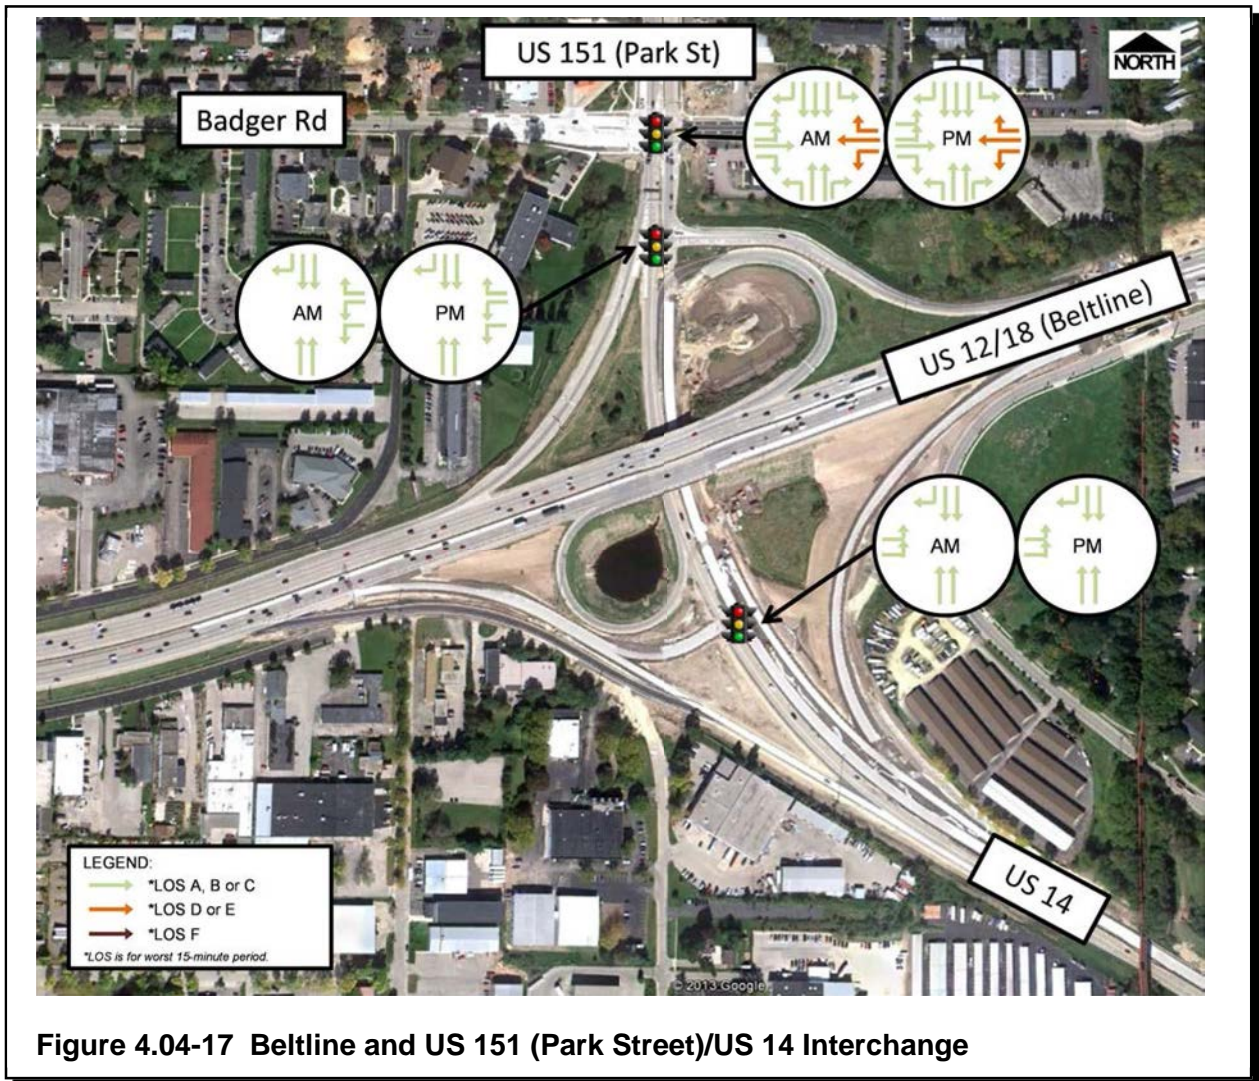 US 151 (Park St)
NORTH
Badger Rd
AM
PM
AM
PM
US 12/18 (Beltline)
AM
PM
US 14
LEGEND:
*LOS A, B or C
*LOS D or E
*LOS F
*LOS is for worst 15-minute period.
© 2013 Google
Figure 4.04-17 Beltline and US 151 (Park Street)/US 14 Interchange